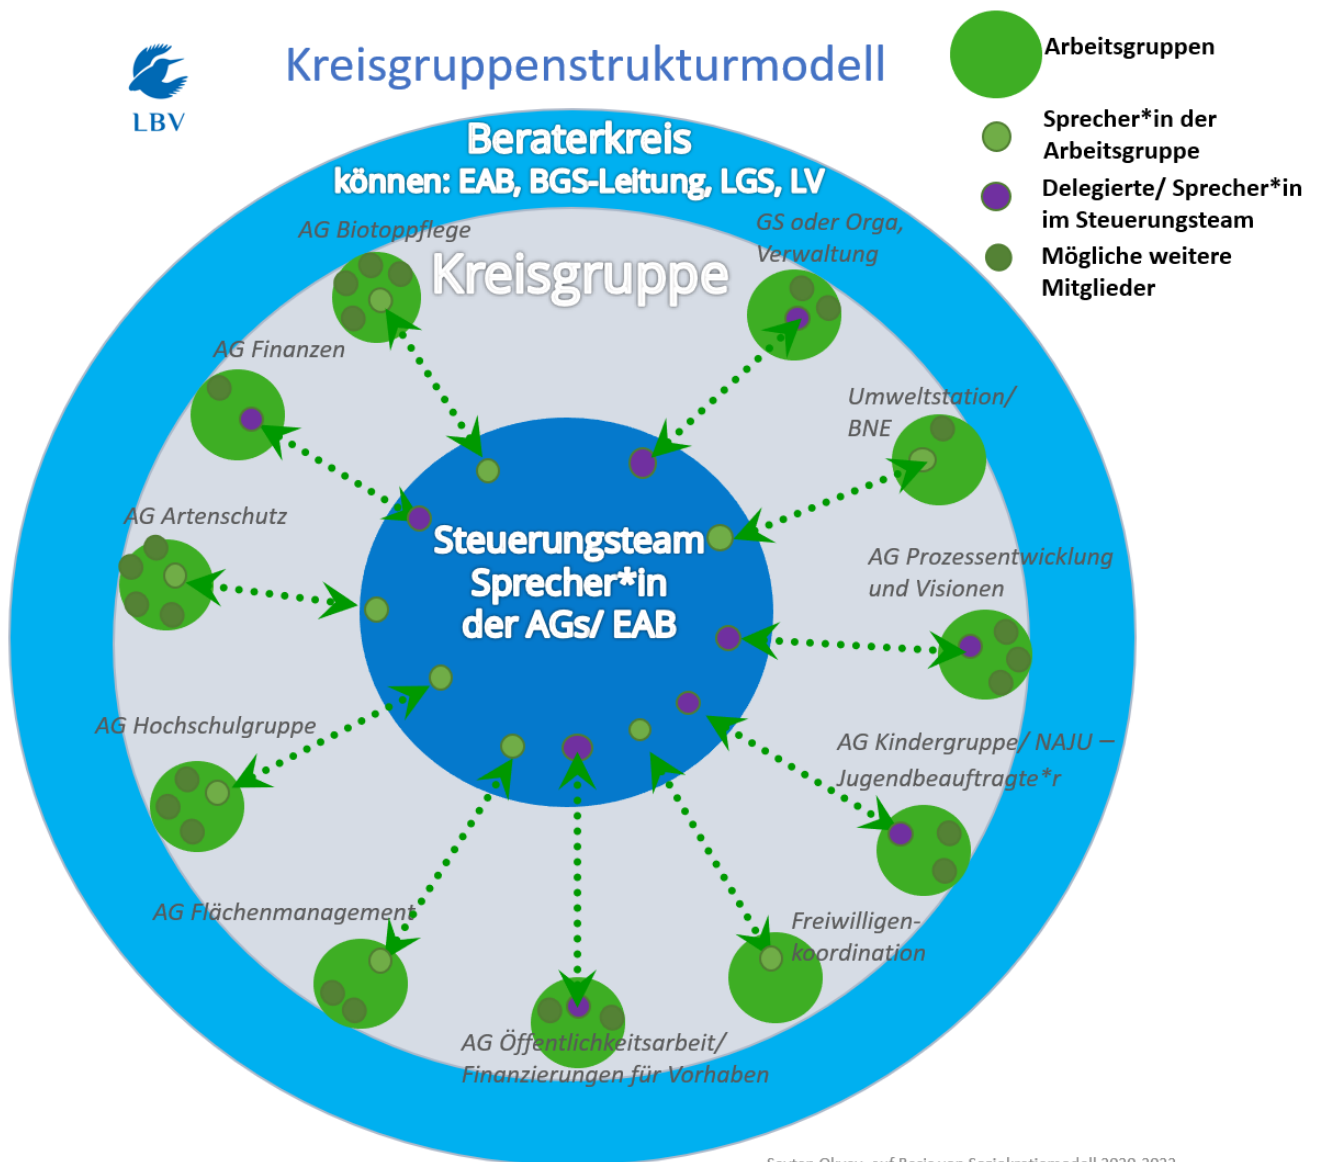 Kreisgruppenstrukturmodell
LBV
Arbeitsgruppen
Sprecher*in der
Arbeitsgruppe
Delegierte/ Sprecher*in
im Steuerungsteam
Mögliche weitere
Mitglieder
Beraterkreis
können: EAB, BGS-Leitung, LGS, LV
Kreisgruppe
AG Biotoppflege
GS oder Orga,
Verwaltung
AG Finanzen
Umweltstation/
BNE
AG Artenschutz
Steuerungsteam
Sprecher*in
der AGs/ EAB
AG Prozessentwicklung
und Visionen
AG Hochschulgruppe
AG Kindergruppe/ NAJU –
Jugendbeauftragte*r
AG Flächenmanagement
Freiwilligen-
koordination
AG Öffentlichkeitsarbeit/
Finanzierungen für Vorhaben